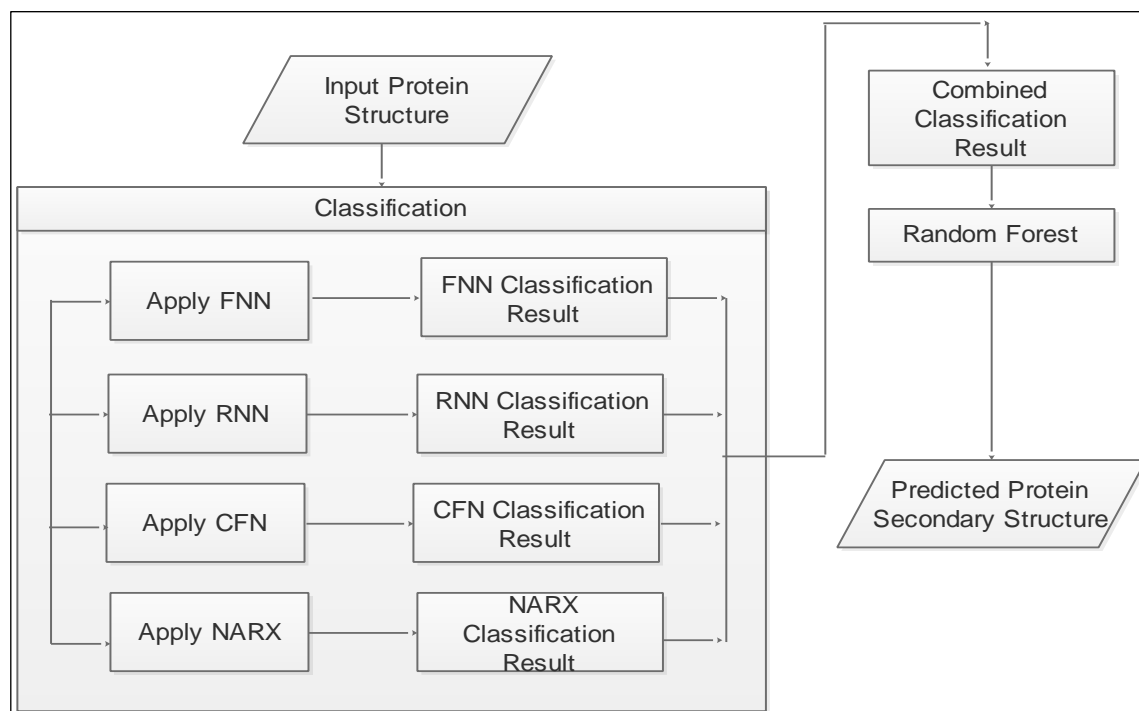 Input Protein
Structure
Classification
Apply FNN
FNN Classification
Result
Apply RNN
RNN Classification
Result
Apply CFN
CFN Classification
Result
Apply NARX
NARX
Classification
Result
Combined
Classification
Result
Random Forest
Predicted Protein
Secondary Structure